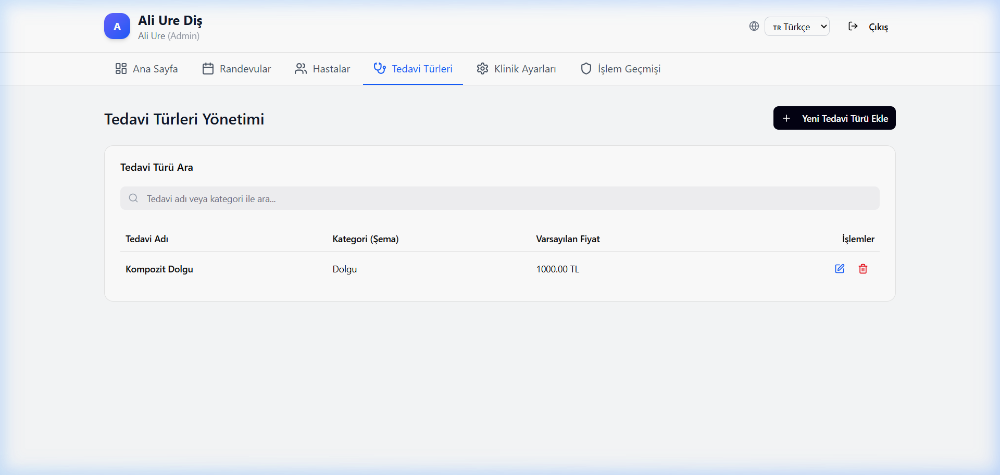 A
Ali Ure Diş
Ali Ure (Admin)
TR Türkçe
Çıkış
Ana Sayfa
Randevular
Hastalar
Tedavi Türleri
Klinik Ayarları
İşlem Geçmişi
Tedavi Türleri Yönetimi
Yeni Tedavi Türü Ekle
Tedavi Türü Ara
Tedavi adı veya kategori ile ara...
Tedavi Adı Kategori (Şema) Varsayılan Fiyat İşlemler
Kompozit Dolgu Dolgu 1000.00 TL